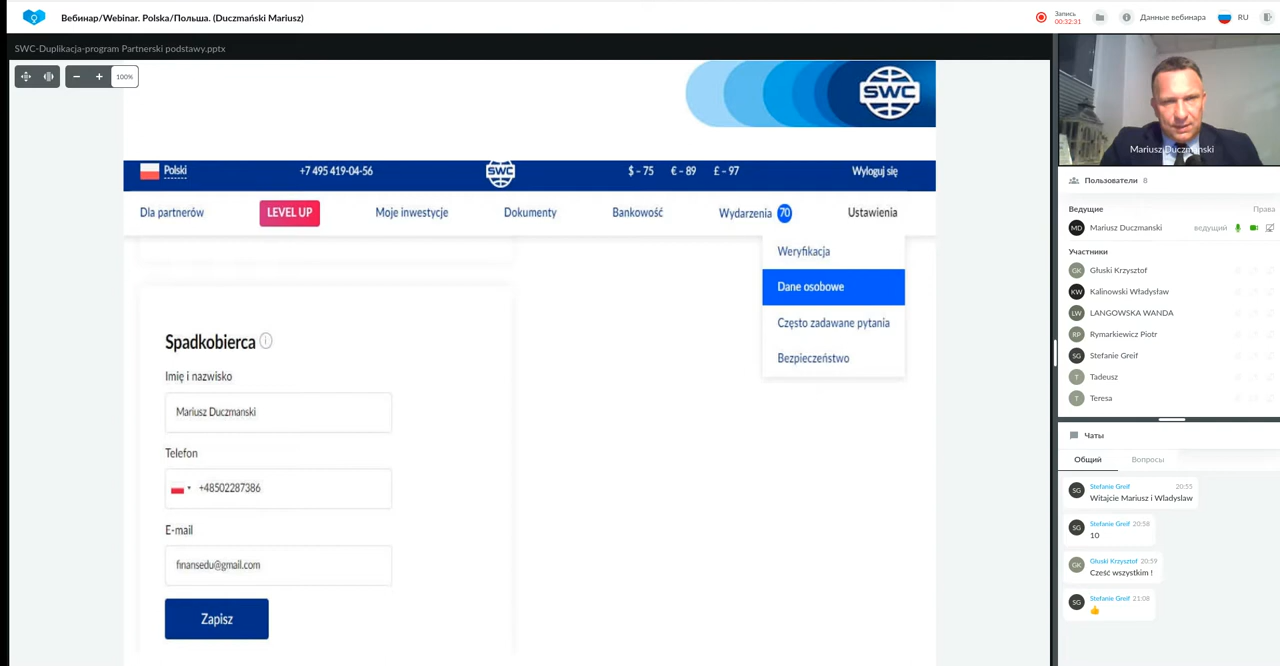 Вебинар/Webinar. Polska/Польша. (Duczmański Mariusz)
Запись
00:32:31
Данные вебинара
RU
SWC-Duplikacja-program Partnerski podstawy.pptx
100%
SWC
Polski
+7 495 419-04-56
SWC
$ – 75 € – 89 £ – 97
Wyloguj się
Dla partnerów
LEVEL UP
Moje inwestycje
Dokumenty
Bankowość
Wydarzenia 70
Ustawienia
Weryfikacja
Dane osobowe
Często zadawane pytania
Bezpieczeństwo
Spadkobierca
Imię i nazwisko
Mariusz Duczmanski
Telefon
+48502287386
E-mail
finansedu@gmail.com
Zapisz
Mariusz Duczmanski
Пользователи 8
Ведущие Права
MD Mariusz Duczmanski ведущий
Участники
GK Głuski Krzysztof
KW Kalinowski Władysław
LW LANGOWSKA WANDA
RP Rymarkiewicz Piotr
SG Stefanie Greif
T Tadeusz
T Teresa
Чаты
Общий Вопросы
SG Stefanie Greif 20:55
Witajcie Mariusz i Wladyslaw
SG Stefanie Greif 20:58
10
GK Głuski Krzysztof 20:59
Cześć wszystkim !
SG Stefanie Greif 21:08
👍